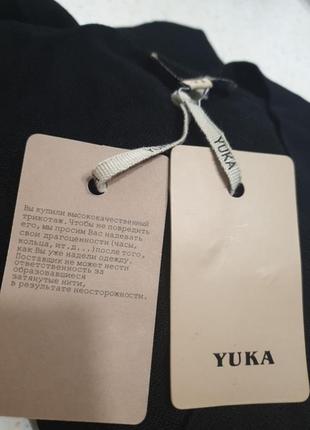 YUKA
Вы купили высококачественный
трикотаж. Чтобы не повредить
его, мы просим Вас надевать
свои драгоценности (часы,
кольца, ит.д...)после того,
как Вы уже надели одежду.
Поставщик не может нести
ответственность за
образовавшиеся
затянутые нити,
в результате неосторожности.
YUKA